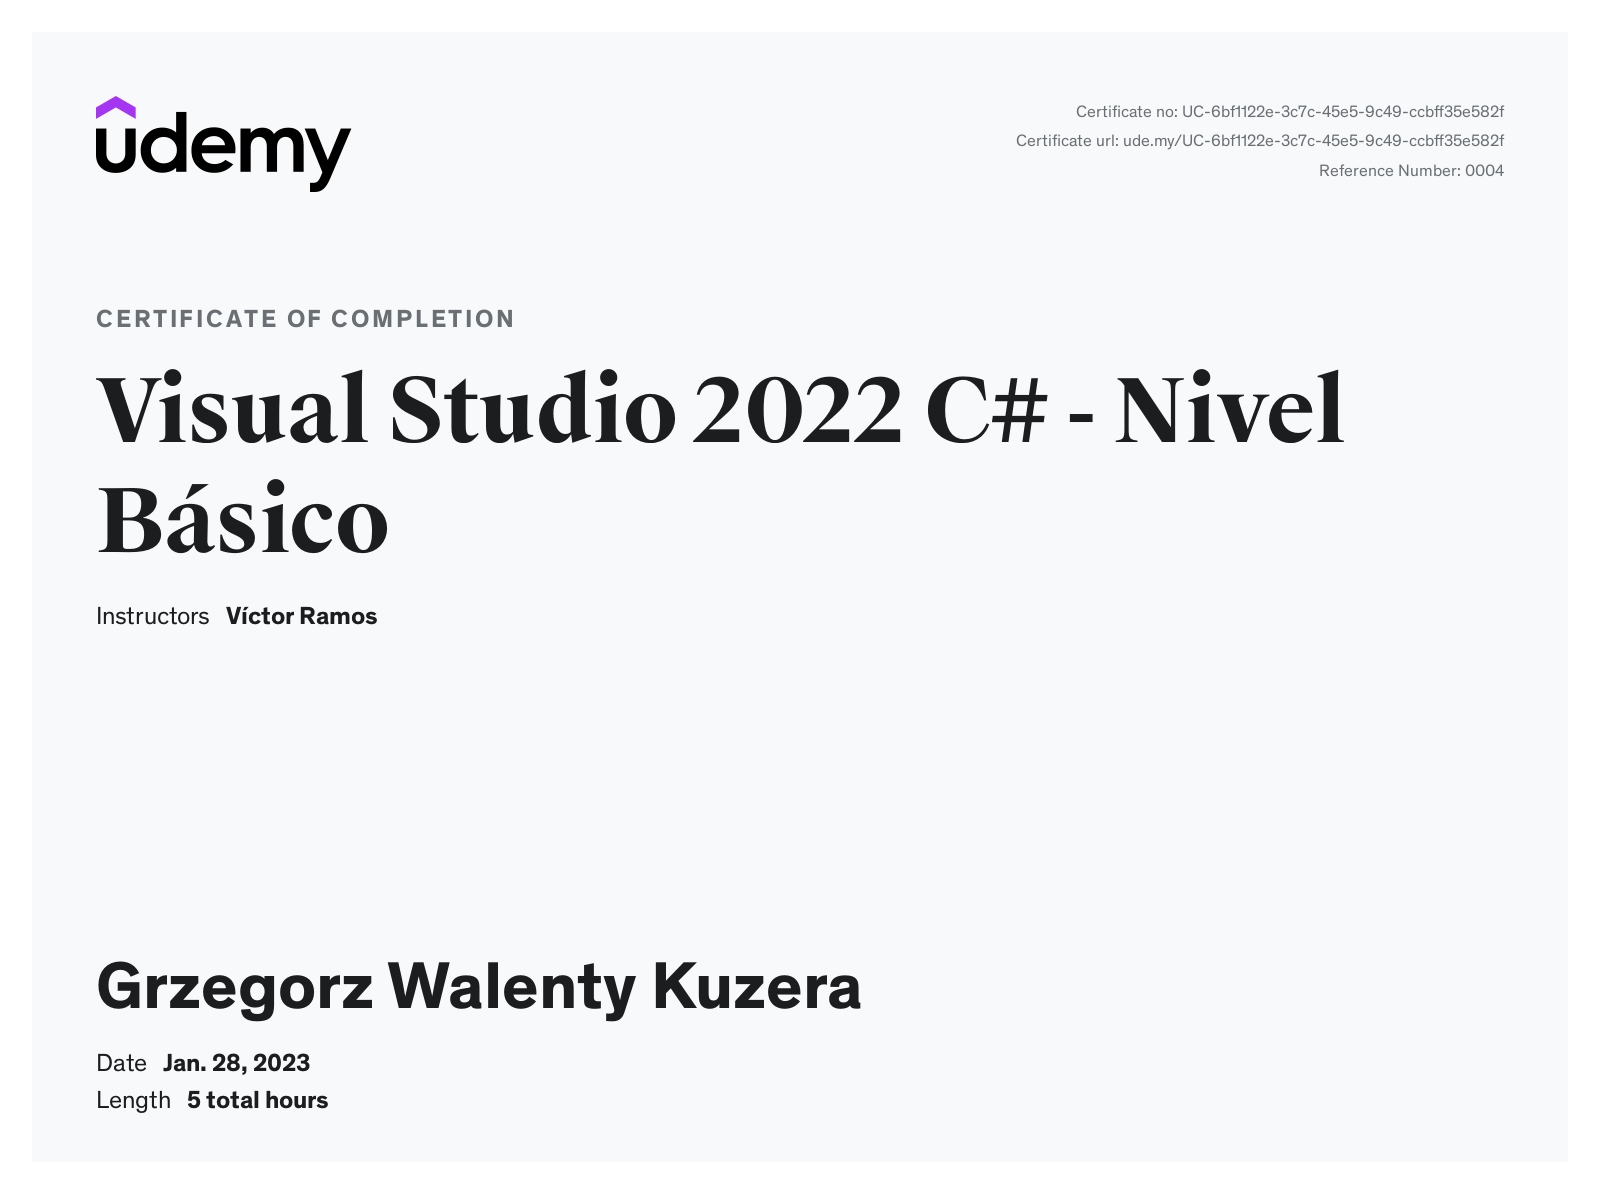 udemy
Certificate no: UC-6bf1122e-3c7c-45e5-9c49-ccbff35e582f
Certificate url: ude.my/UC-6bf1122e-3c7c-45e5-9c49-ccbff35e582f
Reference Number: 0004
CERTIFICATE OF COMPLETION
Visual Studio 2022 C# - Nivel
Básico
Instructors Víctor Ramos
Grzegorz Walenty Kuzera
Date Jan. 28, 2023
Length 5 total hours